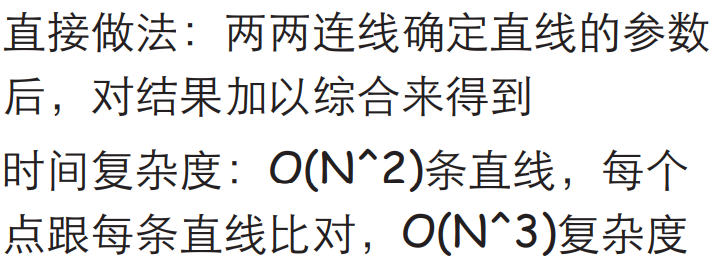 直接做法：两两连线确定直线的参数
后，对结果加以综合来得到
时间复杂度：O(N^2)条直线，每个
点跟每条直线比对，O(N^3)复杂度